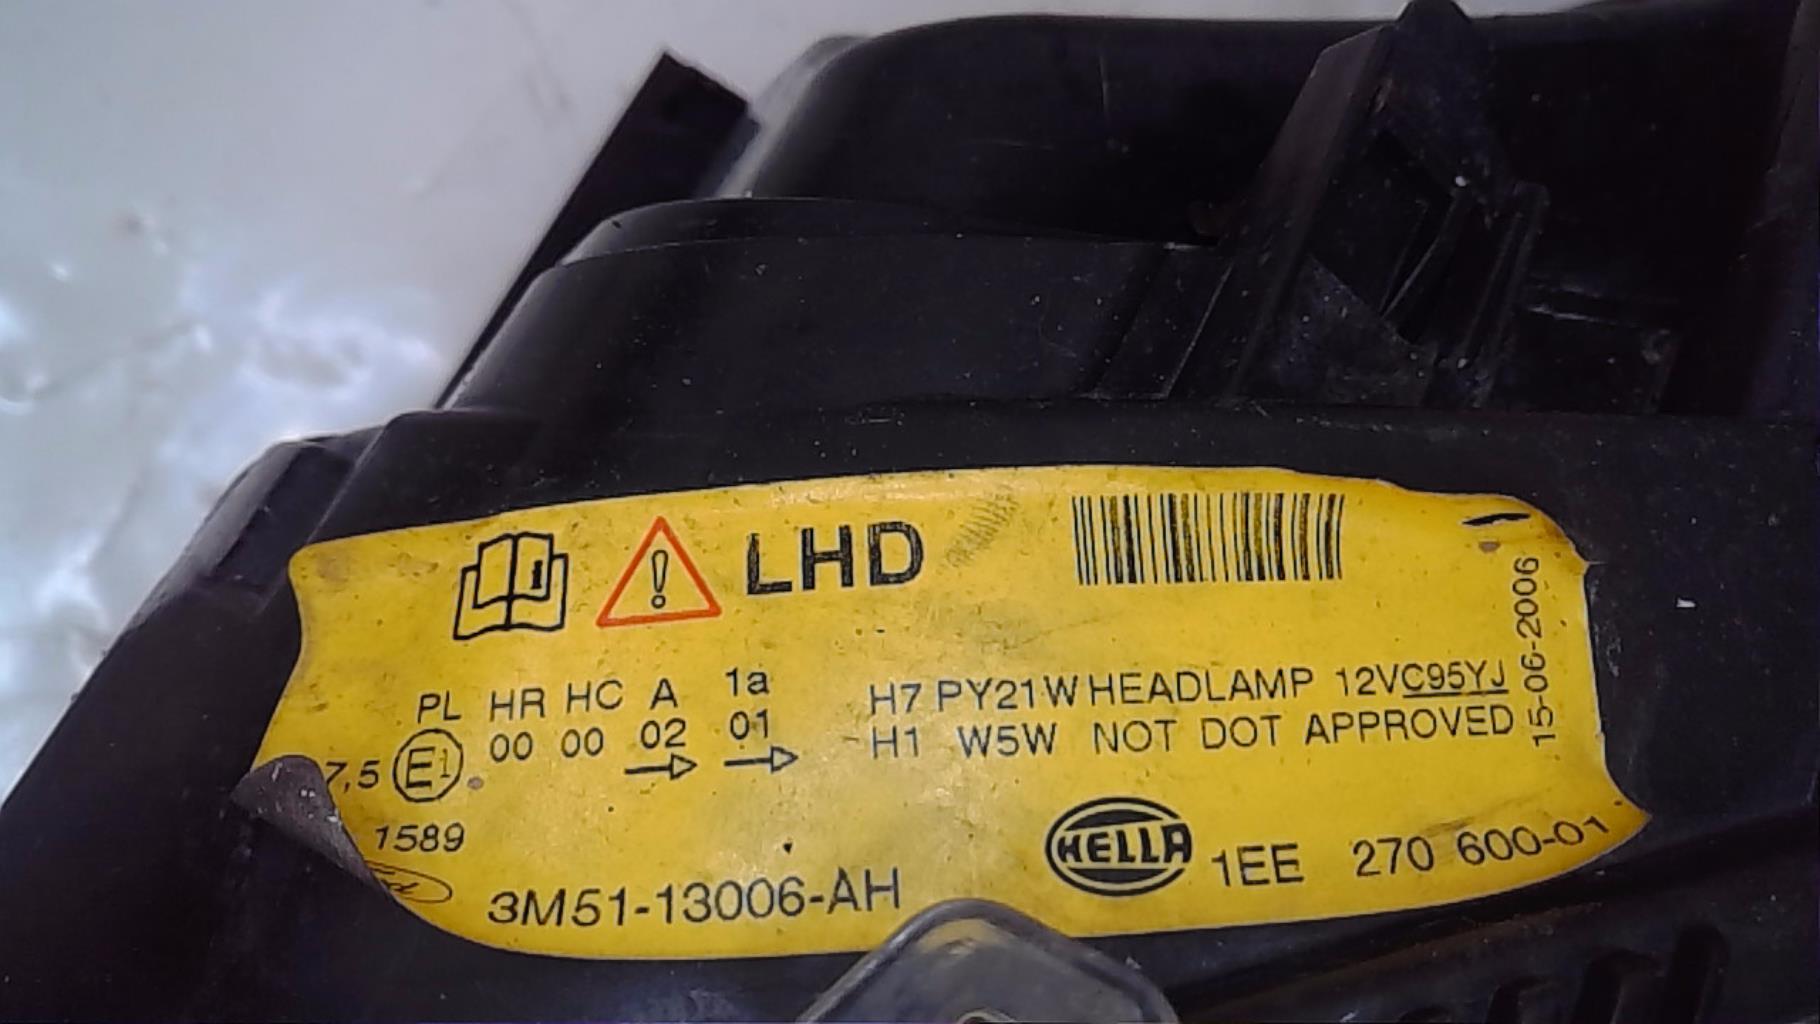 LHD
PL HR HC A 1a
00 00 02 01
7,5 E1
1589
H7 PY21W HEADLAMP 12V C95YJ
H1 W5W NOT DOT APPROVED
15-06-2006
3M51-13006-AH
HELLA 1EE 270 600-01